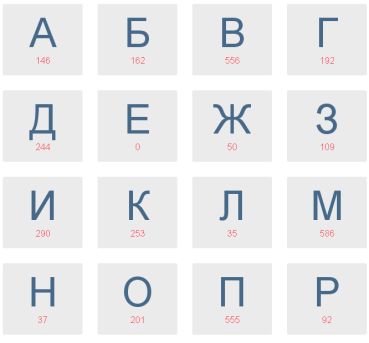 А Б В Г
146 162 556 192
Д Е Ж З
244 0 50 109
И К Л М
290 253 35 586
Н О П Р
37 201 555 92